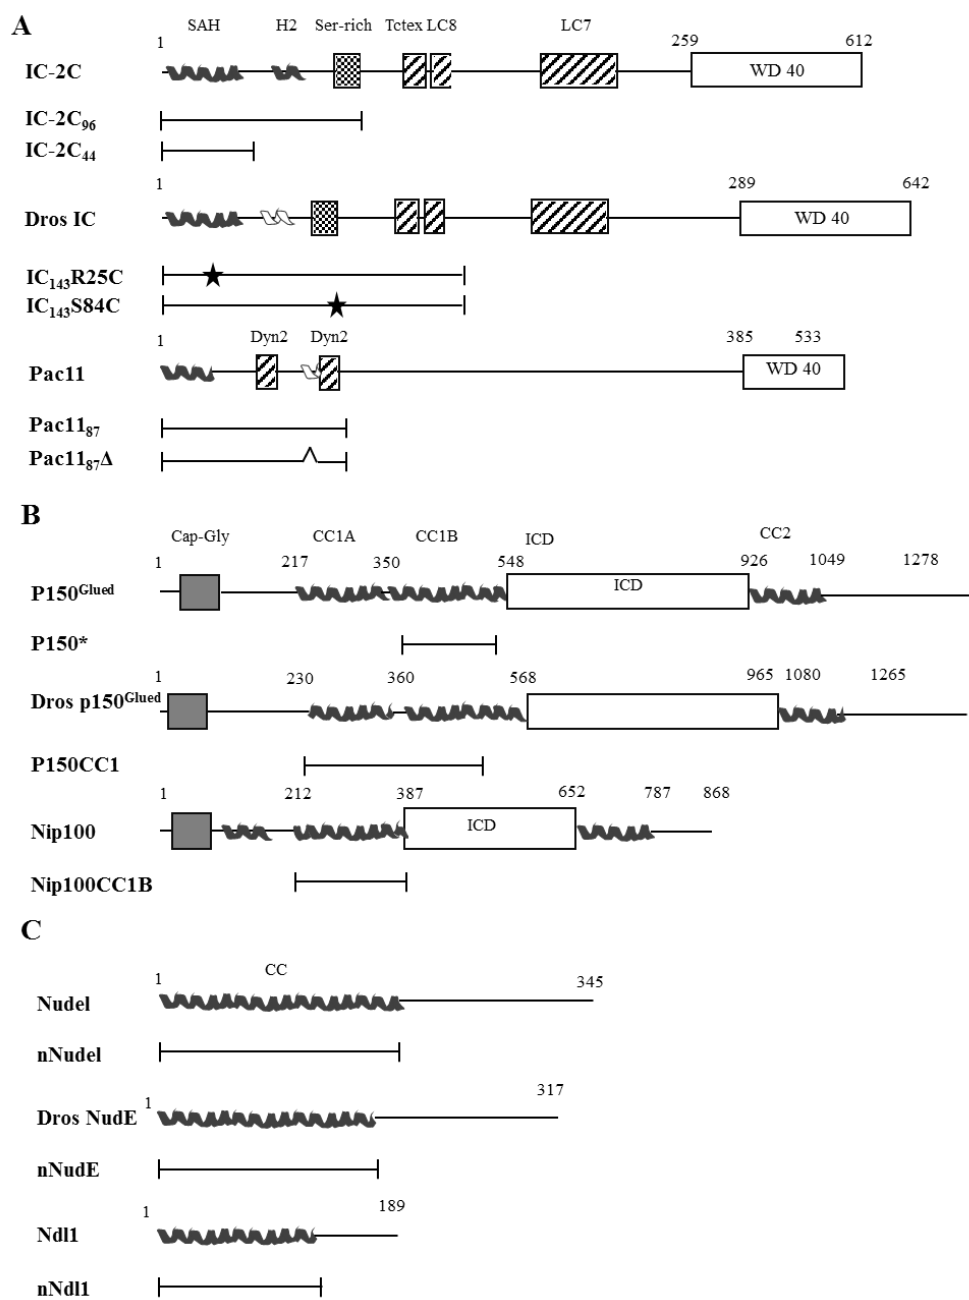 A
SAH H2 Ser-rich Tctex LC8 LC7
1 259 612
IC-2C WD 40
IC-2C96
IC-2C44
1 289 642
Dros IC WD 40
IC143R25C
IC143S84C
1 Dyn2 Dyn2 385 533
Pac11 WD 40
Pac1187
Pac1187Δ
B
Cap-Gly CC1A CC1B ICD CC2
1 217 350 548 926 1049 1278
P150Glued ICD
P150*
1 230 360 568 965 1080 1265
Dros p150Glued
P150CC1
1 212 387 652 787 868
Nip100 ICD
Nip100CC1B
C
1 CC 345
Nudel
nNudel
1 317
Dros NudE
nNudE
1 189
Ndl1
nNdl1